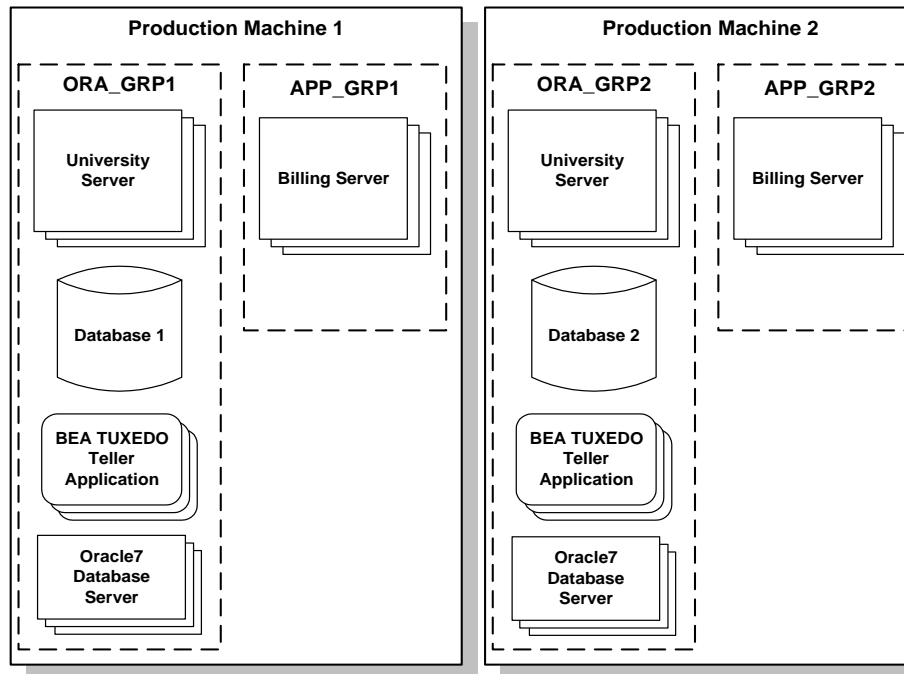 Production Machine 1
ORA_GRP1
University
Server
Database 1
BEA TUXEDO
Teller
Application
Oracle7
Database
Server
APP_GRP1
Billing Server
Production Machine 2
ORA_GRP2
University
Server
Database 2
BEA TUXEDO
Teller
Application
Oracle7
Database
Server
APP_GRP2
Billing Server